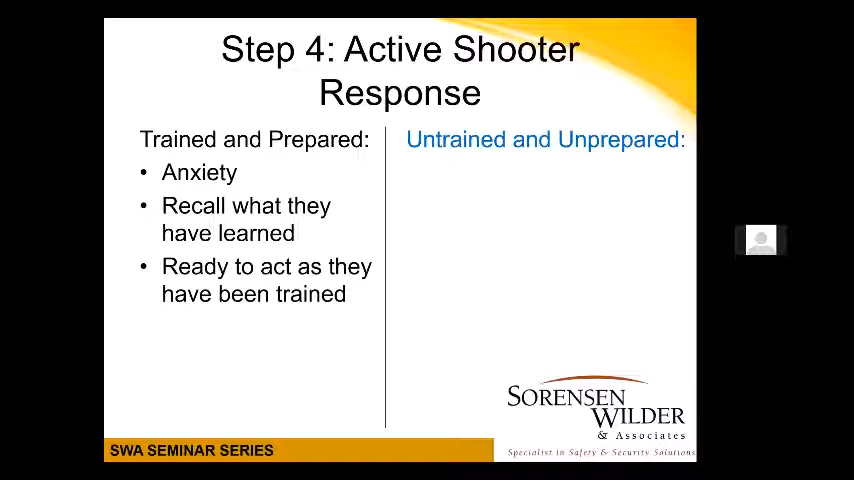 Step 4: Active Shooter
Response
Trained and Prepared:
• Anxiety
• Recall what they
have learned
• Ready to act as they
have been trained
Untrained and Unprepared:
SORENSEN
WILDER
& Associates
Specialist in Safety & Security Solutions
SWA SEMINAR SERIES